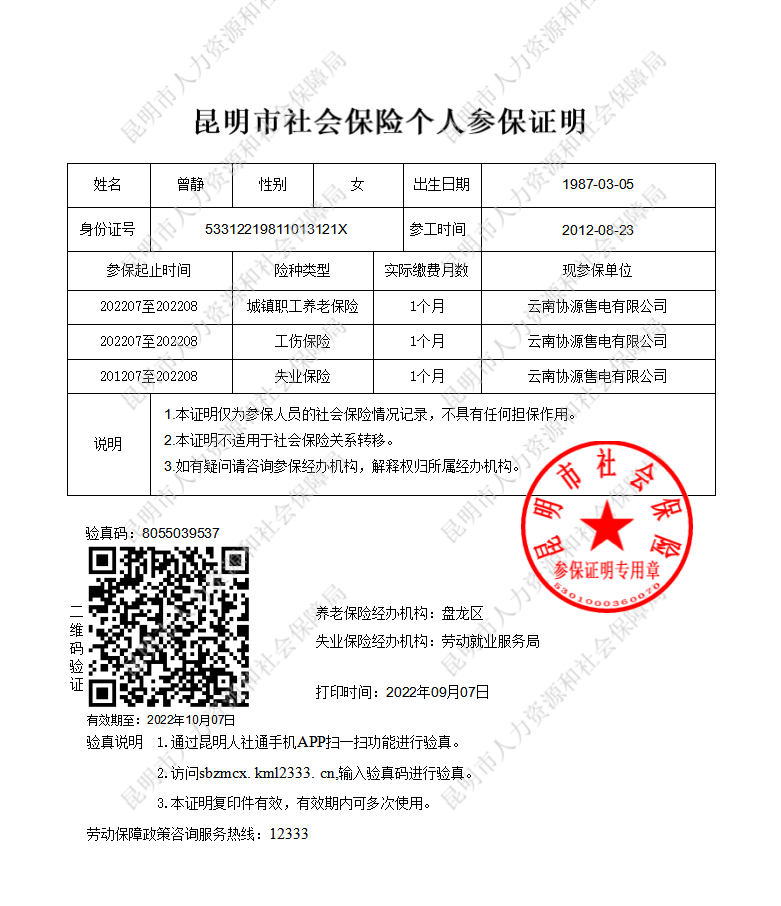 昆明市社会保险个人参保证明
姓名 曾静 性别 女 出生日期 1987-03-05
身份证号 53312219811013121X 参工时间 2012-08-23
参保起止时间 险种类型 实际缴费月数 现参保单位
202207至202208 城镇职工养老保险 1个月 云南协源售电有限公司
202207至202208 工伤保险 1个月 云南协源售电有限公司
201207至202208 失业保险 1个月 云南协源售电有限公司
说明
1.本证明仅为参保人员的社会保险情况记录，不具有任何担保作用。
2.本证明不适用于社会保险关系转移。
3.如有疑问请咨询参保经办机构，解释权归所属经办机构。
昆明市社会保险
参保证明专用章
5301000360070
验真码：8055039537
二维码验证
养老保险经办机构：盘龙区
失业保险经办机构：劳动就业服务局
打印时间：2022年09月07日
有效期至：2022年10月07日
验真说明 1.通过昆明人社通手机APP扫一扫功能进行验真。
2.访问sbzmcx. kml2333. cn,输入验真码进行验真。
3.本证明复印件有效，有效期内可多次使用。
劳动保障政策咨询服务热线：12333
昆明市人力资源和社会保障局